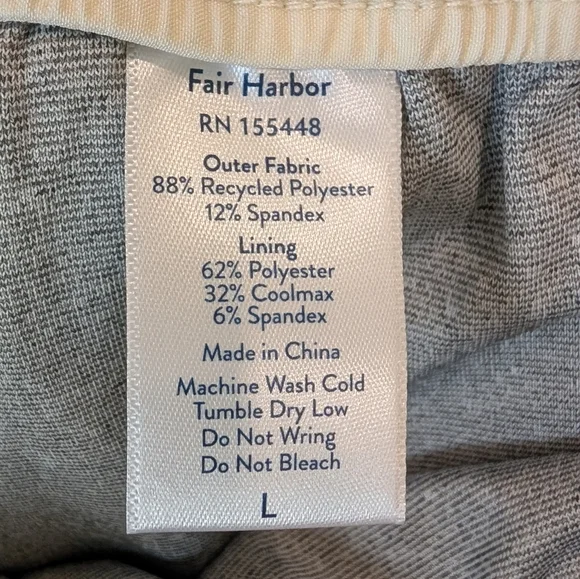 Fair Harbor
RN 155448
Outer Fabric
88% Recycled Polyester
12% Spandex
Lining
62% Polyester
32% Coolmax
6% Spandex
Made in China
Machine Wash Cold
Tumble Dry Low
Do Not Wring
Do Not Bleach
L